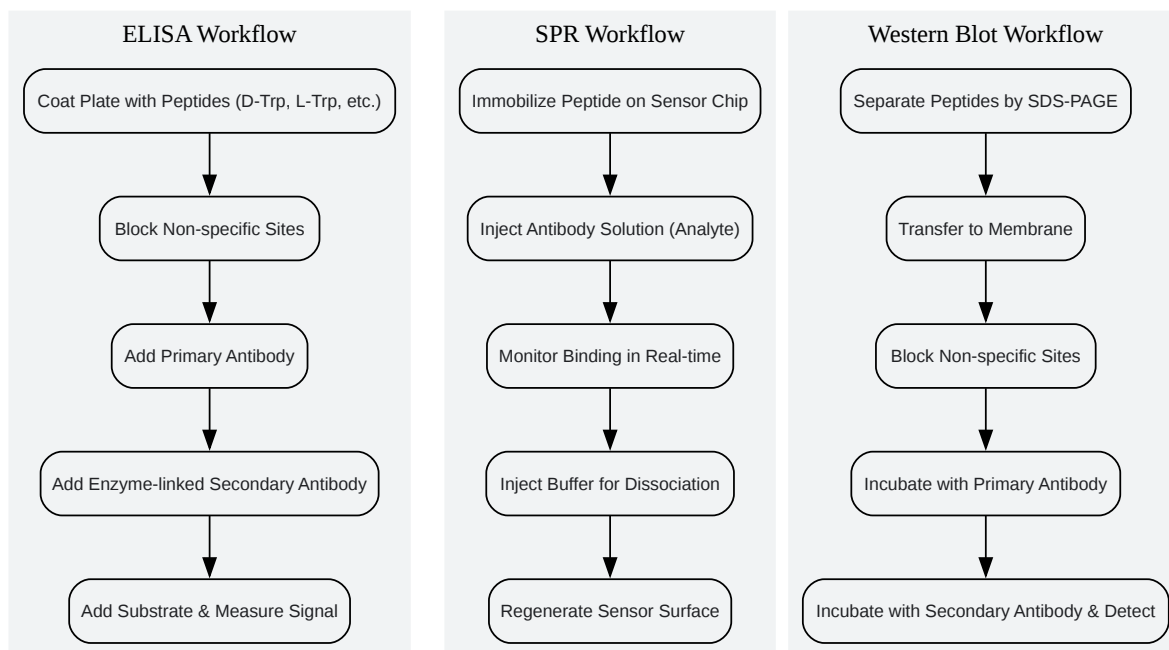 ELISA Workflow
Coat Plate with Peptides (D-Trp, L-Trp, etc.)
Block Non-specific Sites
Add Primary Antibody
Add Enzyme-linked Secondary Antibody
Add Substrate & Measure Signal
SPR Workflow
Immobilize Peptide on Sensor Chip
Inject Antibody Solution (Analyte)
Monitor Binding in Real-time
Inject Buffer for Dissociation
Regenerate Sensor Surface
Western Blot Workflow
Separate Peptides by SDS-PAGE
Transfer to Membrane
Block Non-specific Sites
Incubate with Primary Antibody
Incubate with Secondary Antibody & Detect